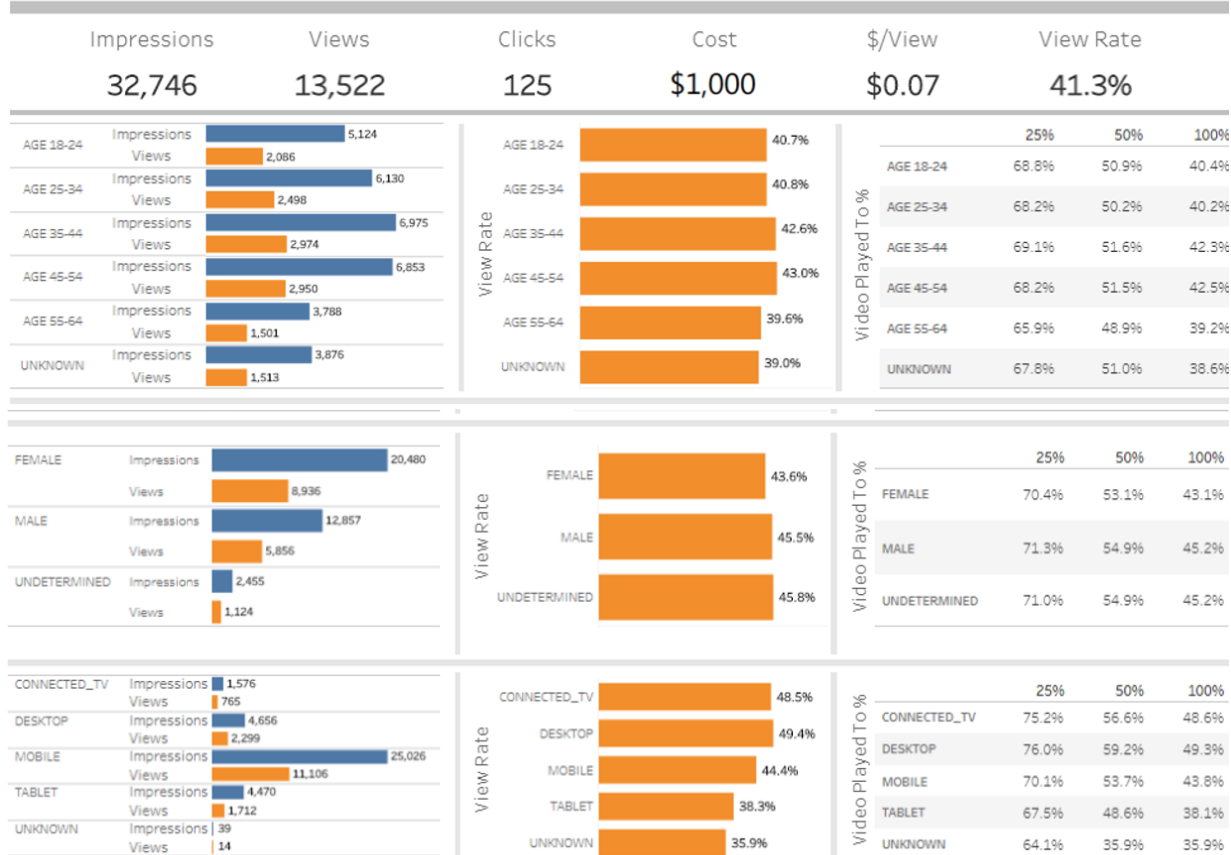 Impressions Views Clicks Cost $/View View Rate
32,746 13,522 125 $1,000 $0.07 41.3%
AGE 18-24 Impressions 5,124
Views 2,086
AGE 25-34 Impressions 6,130
Views 2,498
AGE 35-44 Impressions 6,975
Views 2,974
AGE 45-54 Impressions 6,853
Views 2,950
AGE 55-64 Impressions 3,788
Views 1,501
UNKNOWN Impressions 3,876
Views 1,513
View Rate
AGE 18-24 40.7%
AGE 25-34 40.8%
AGE 35-44 42.6%
AGE 45-54 43.0%
AGE 55-64 39.6%
UNKNOWN 39.0%
Video Played To %
25% 50% 100%
AGE 18-24 68.8% 50.9% 40.4%
AGE 25-34 68.2% 50.2% 40.2%
AGE 35-44 69.1% 51.6% 42.3%
AGE 45-54 68.2% 51.5% 42.5%
AGE 55-64 65.9% 48.9% 39.2%
UNKNOWN 67.8% 51.0% 38.6%
FEMALE Impressions 20,480
Views 8,936
MALE Impressions 12,857
Views 5,856
UNDETERMINED Impressions 2,455
Views 1,124
View Rate
FEMALE 43.6%
MALE 45.5%
UNDETERMINED 45.8%
Video Played To %
25% 50% 100%
FEMALE 70.4% 53.1% 43.1%
MALE 71.3% 54.9% 45.2%
UNDETERMINED 71.0% 54.9% 45.2%
CONNECTED_TV Impressions 1,576
Views 765
DESKTOP Impressions 4,656
Views 2,299
MOBILE Impressions 25,026
Views 11,106
TABLET Impressions 4,470
Views 1,712
UNKNOWN Impressions 39
Views 14
View Rate
CONNECTED_TV 48.5%
DESKTOP 49.4%
MOBILE 44.4%
TABLET 38.3%
UNKNOWN 35.9%
Video Played To %
25% 50% 100%
CONNECTED_TV 75.2% 56.6% 48.6%
DESKTOP 76.0% 59.2% 49.3%
MOBILE 70.1% 53.7% 43.8%
TABLET 67.5% 48.6% 38.1%
UNKNOWN 64.1% 35.9% 35.9%